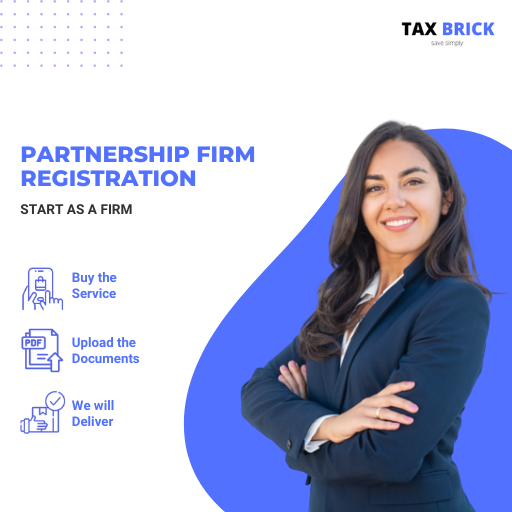 TAX BRICK
save simply
PARTNERSHIP FIRM
REGISTRATION
START AS A FIRM
Buy the
Service
PDF
Upload the
Documents
We will
Deliver